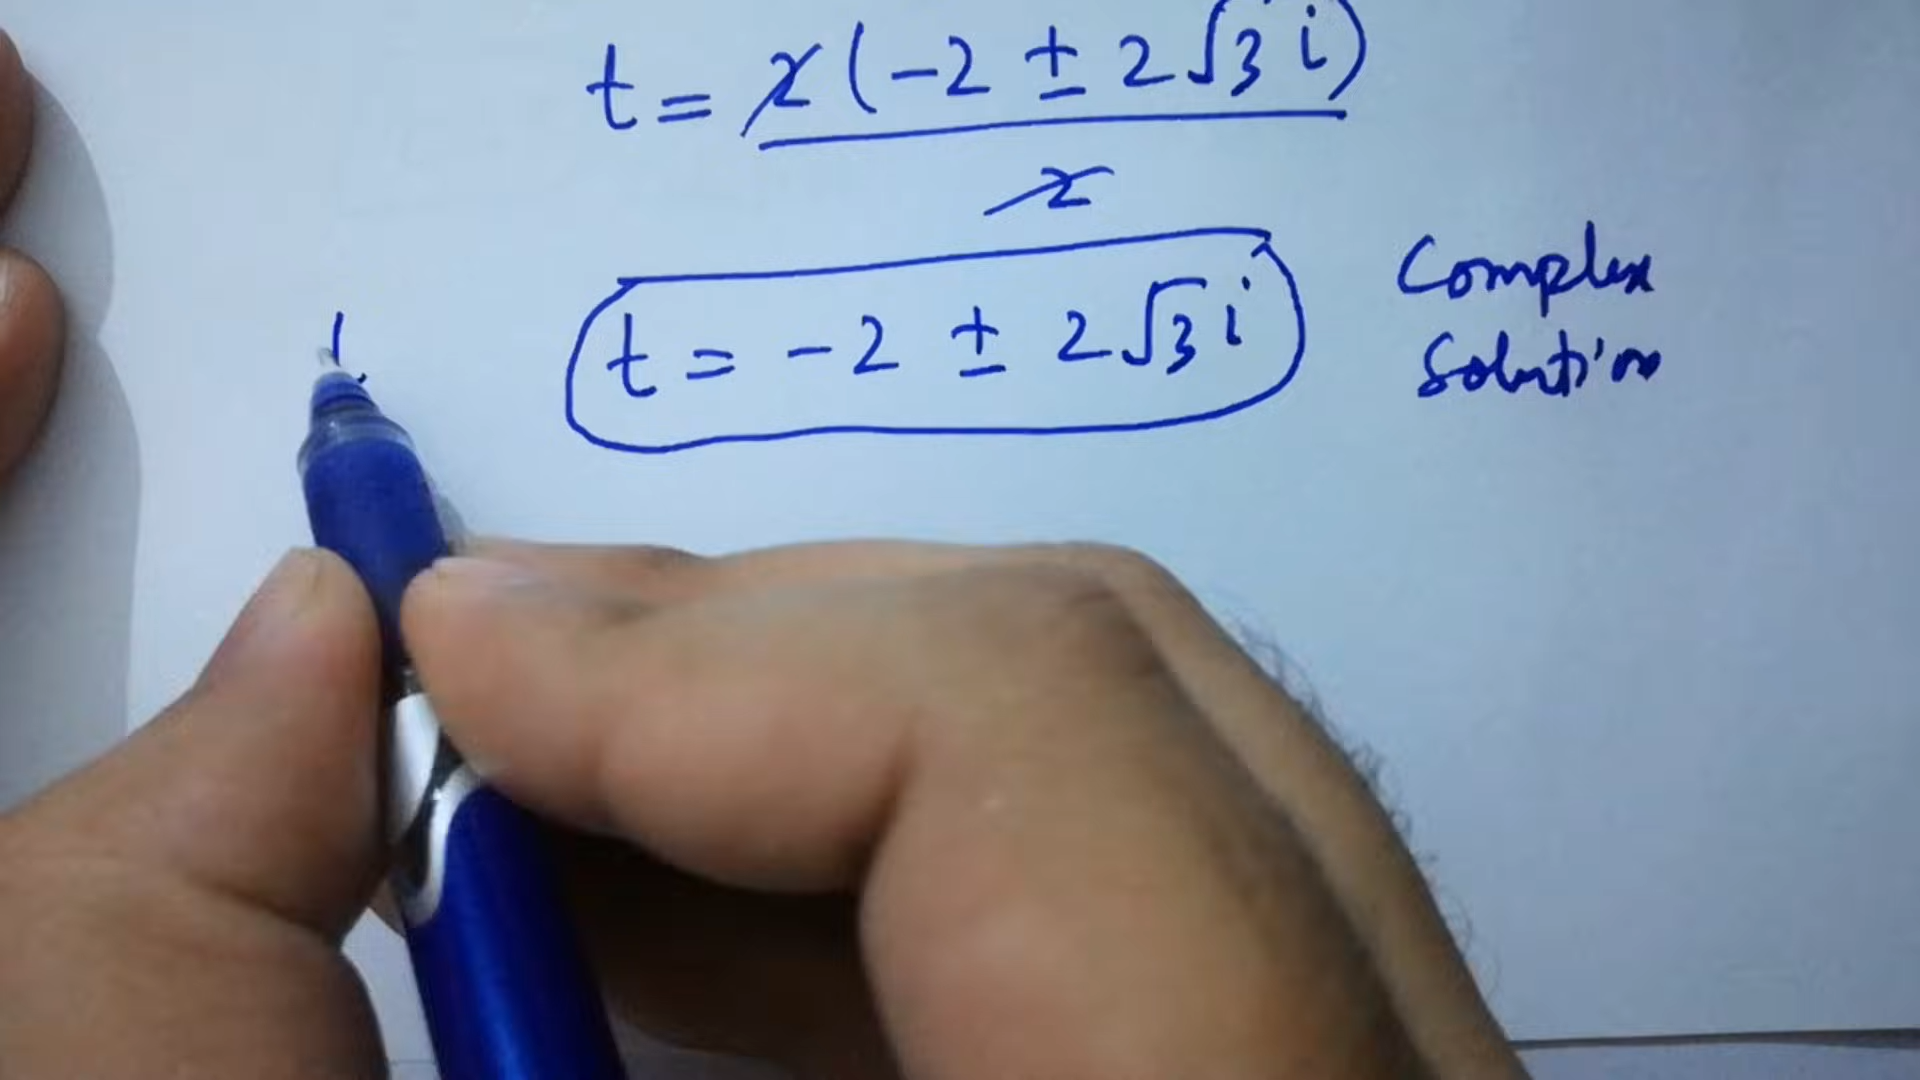 t = 2(-2 ± 2√3 i)
2
t = -2 ± 2√3 i
Complex
Solution